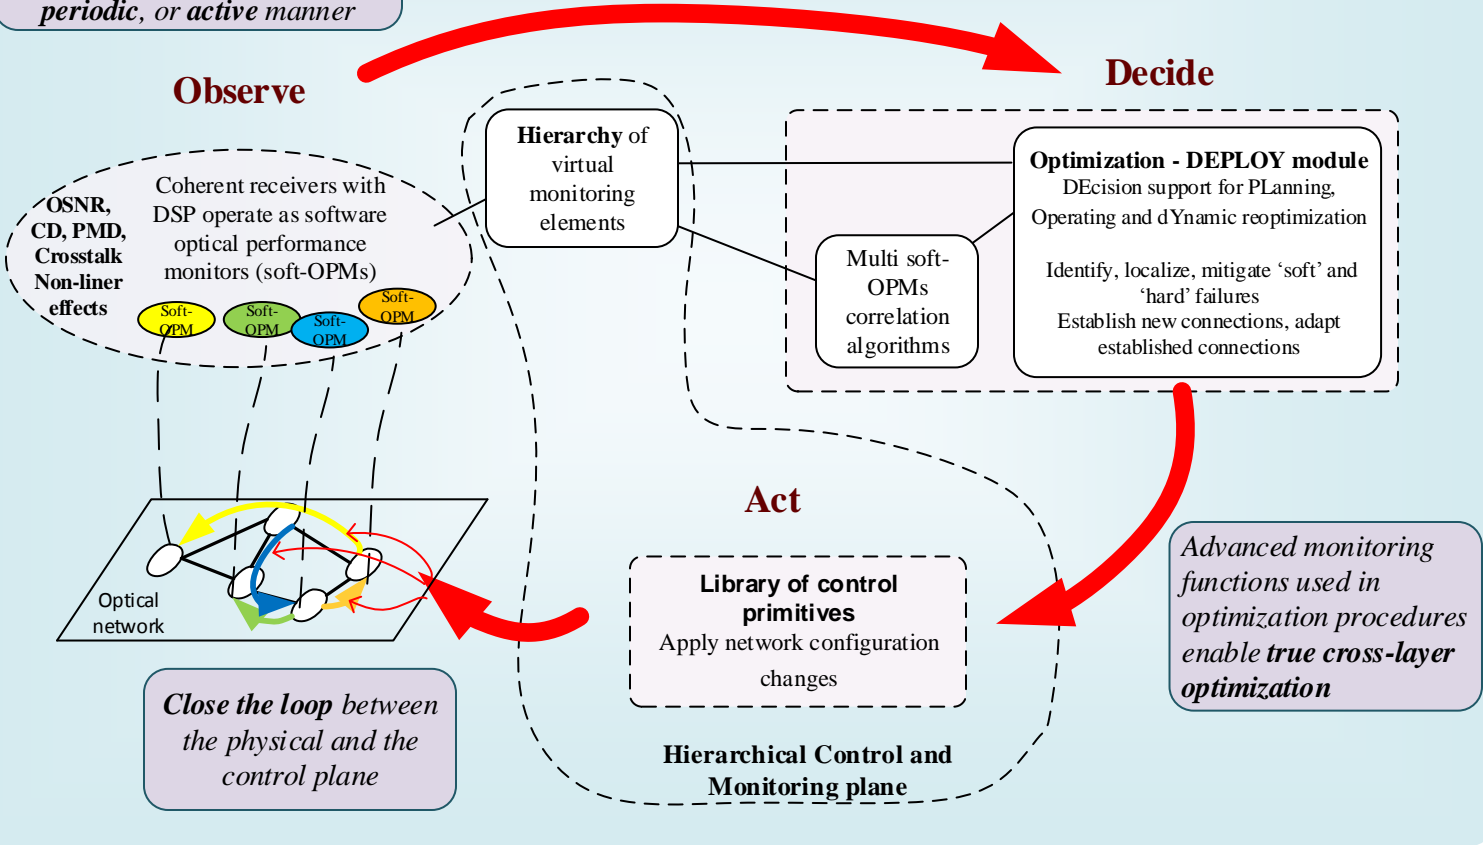 periodic, or active manner
Observe
Decide
Hierarchy of
virtual
monitoring
elements
Optimization - DEPLOY module
DEcision support for PLanning,
Operating and dYnamic reoptimization
Identify, localize, mitigate ‘soft’ and
‘hard’ failures
Establish new connections, adapt
established connections
OSNR,
CD, PMD,
Crosstalk
Non-liner
effects
Coherent receivers with
DSP operate as software
optical performance
monitors (soft-OPMs)
Soft-
OPM
Soft-
OPM
Soft-
OPM
Soft-
OPM
Multi soft-
OPMs
correlation
algorithms
Act
Library of control
primitives
Apply network configuration
changes
Advanced monitoring
functions used in
optimization procedures
enable true cross-layer
optimization
Optical
network
Close the loop between
the physical and the
control plane
Hierarchical Control and
Monitoring plane